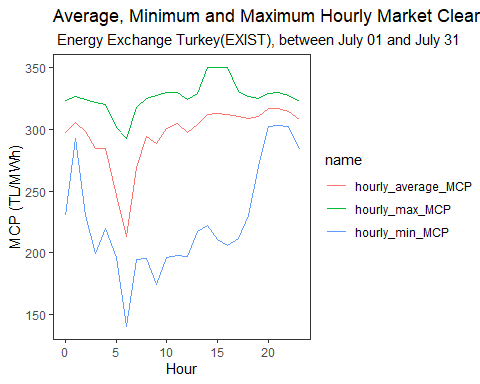 Average, Minimum and Maximum Hourly Market Clear
Energy Exchange Turkey(EXIST), between July 01 and July 31
350
300
250
200
150
MCP (TL/MWh)
0 5 10 15 20
Hour
name
hourly_average_MCP
hourly_max_MCP
hourly_min_MCP